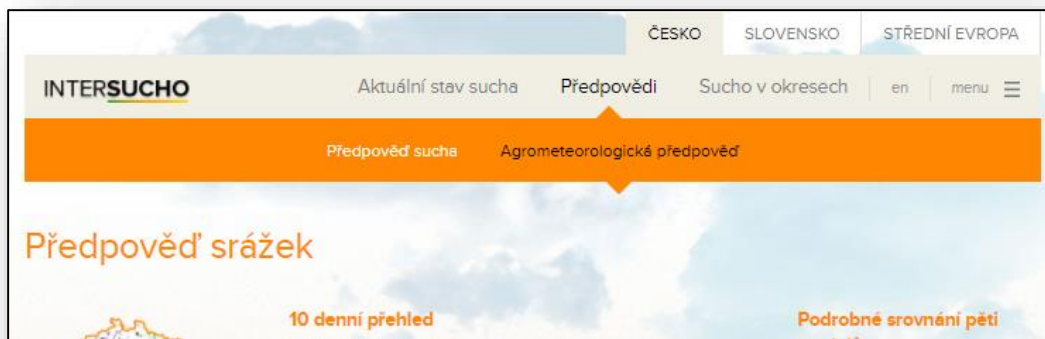 ČESKO SLOVENSKO STŘEDNÍ EVROPA
INTERSUCHO Aktuální stav sucha Předpovědi Sucho v okresech en menu
Předpověď sucha Agrometeorologická předpověď
Předpověď srážek
10 denní přehled Podrobné srovnání pěti